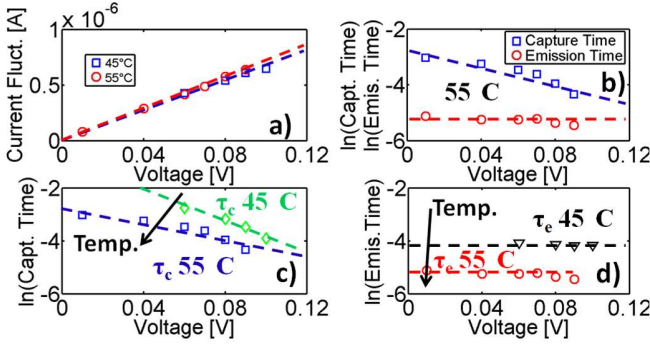 1 x 10⁻⁶
Current Fluct. [A]
0.5
0
0
0.04
0.08
0.12
Voltage [V]
45°C
55°C
a)
ln(Capt. Time)
ln(Emis. Time)
-2
-4
-6
0
0.04
0.08
0.12
Voltage [V]
Capture Time
Emission Time
55 C
b)
ln(Capt. Time)
-2
-4
-6
0
0.04
0.08
0.12
Voltage [V]
τc 45 C
Temp.
τc 55 C
c)
ln(Emis.Time)
-2
-4
-6
0
0.04
0.08
0.12
Voltage [V]
Temp.
τe 45 C
τe 55 C
d)